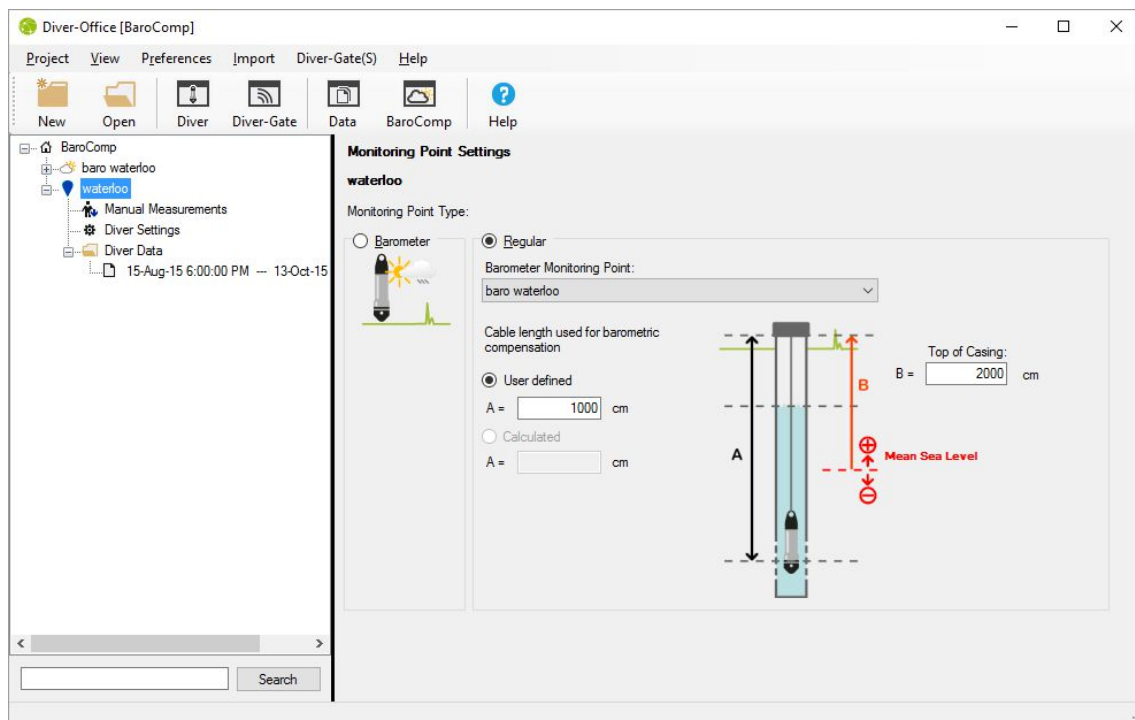 Diver-Office [BaroComp]
Project View Preferences Import Diver-Gate(S) Help
New Open Diver Diver-Gate Data BaroComp Help
BaroComp
baro waterloo
waterloo
Manual Measurements
Diver Settings
Diver Data
15-Aug-15 6:00:00 PM --- 13-Oct-15
Search
Monitoring Point Settings
waterloo
Monitoring Point Type:
Barometer
Regular
Barometer Monitoring Point:
baro waterloo
Cable length used for barometric
compensation
User defined
A = 1000 cm
Calculated
A = cm
A
B
Top of Casing:
B = 2000 cm
Mean Sea Level